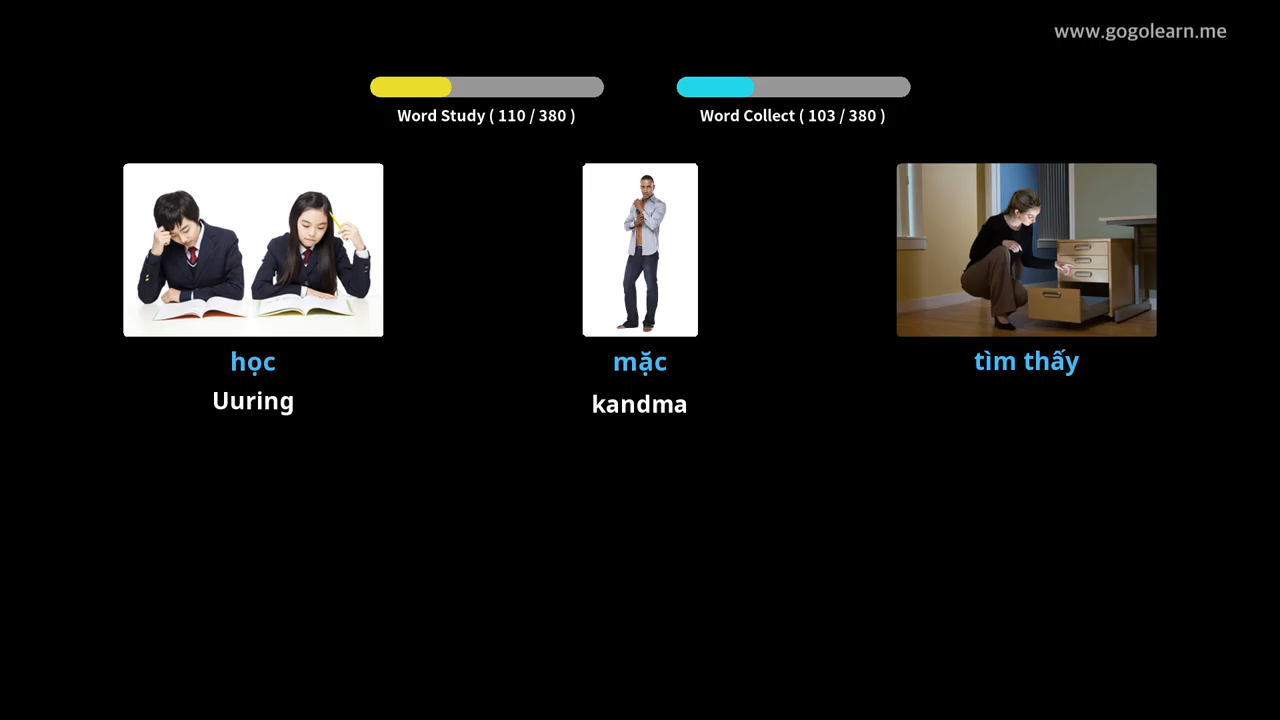 www.gogolearn.me
Word Study ( 110 / 380 )
Word Collect ( 103 / 380 )
học
mặc
tìm thấy
Uuring
kandma